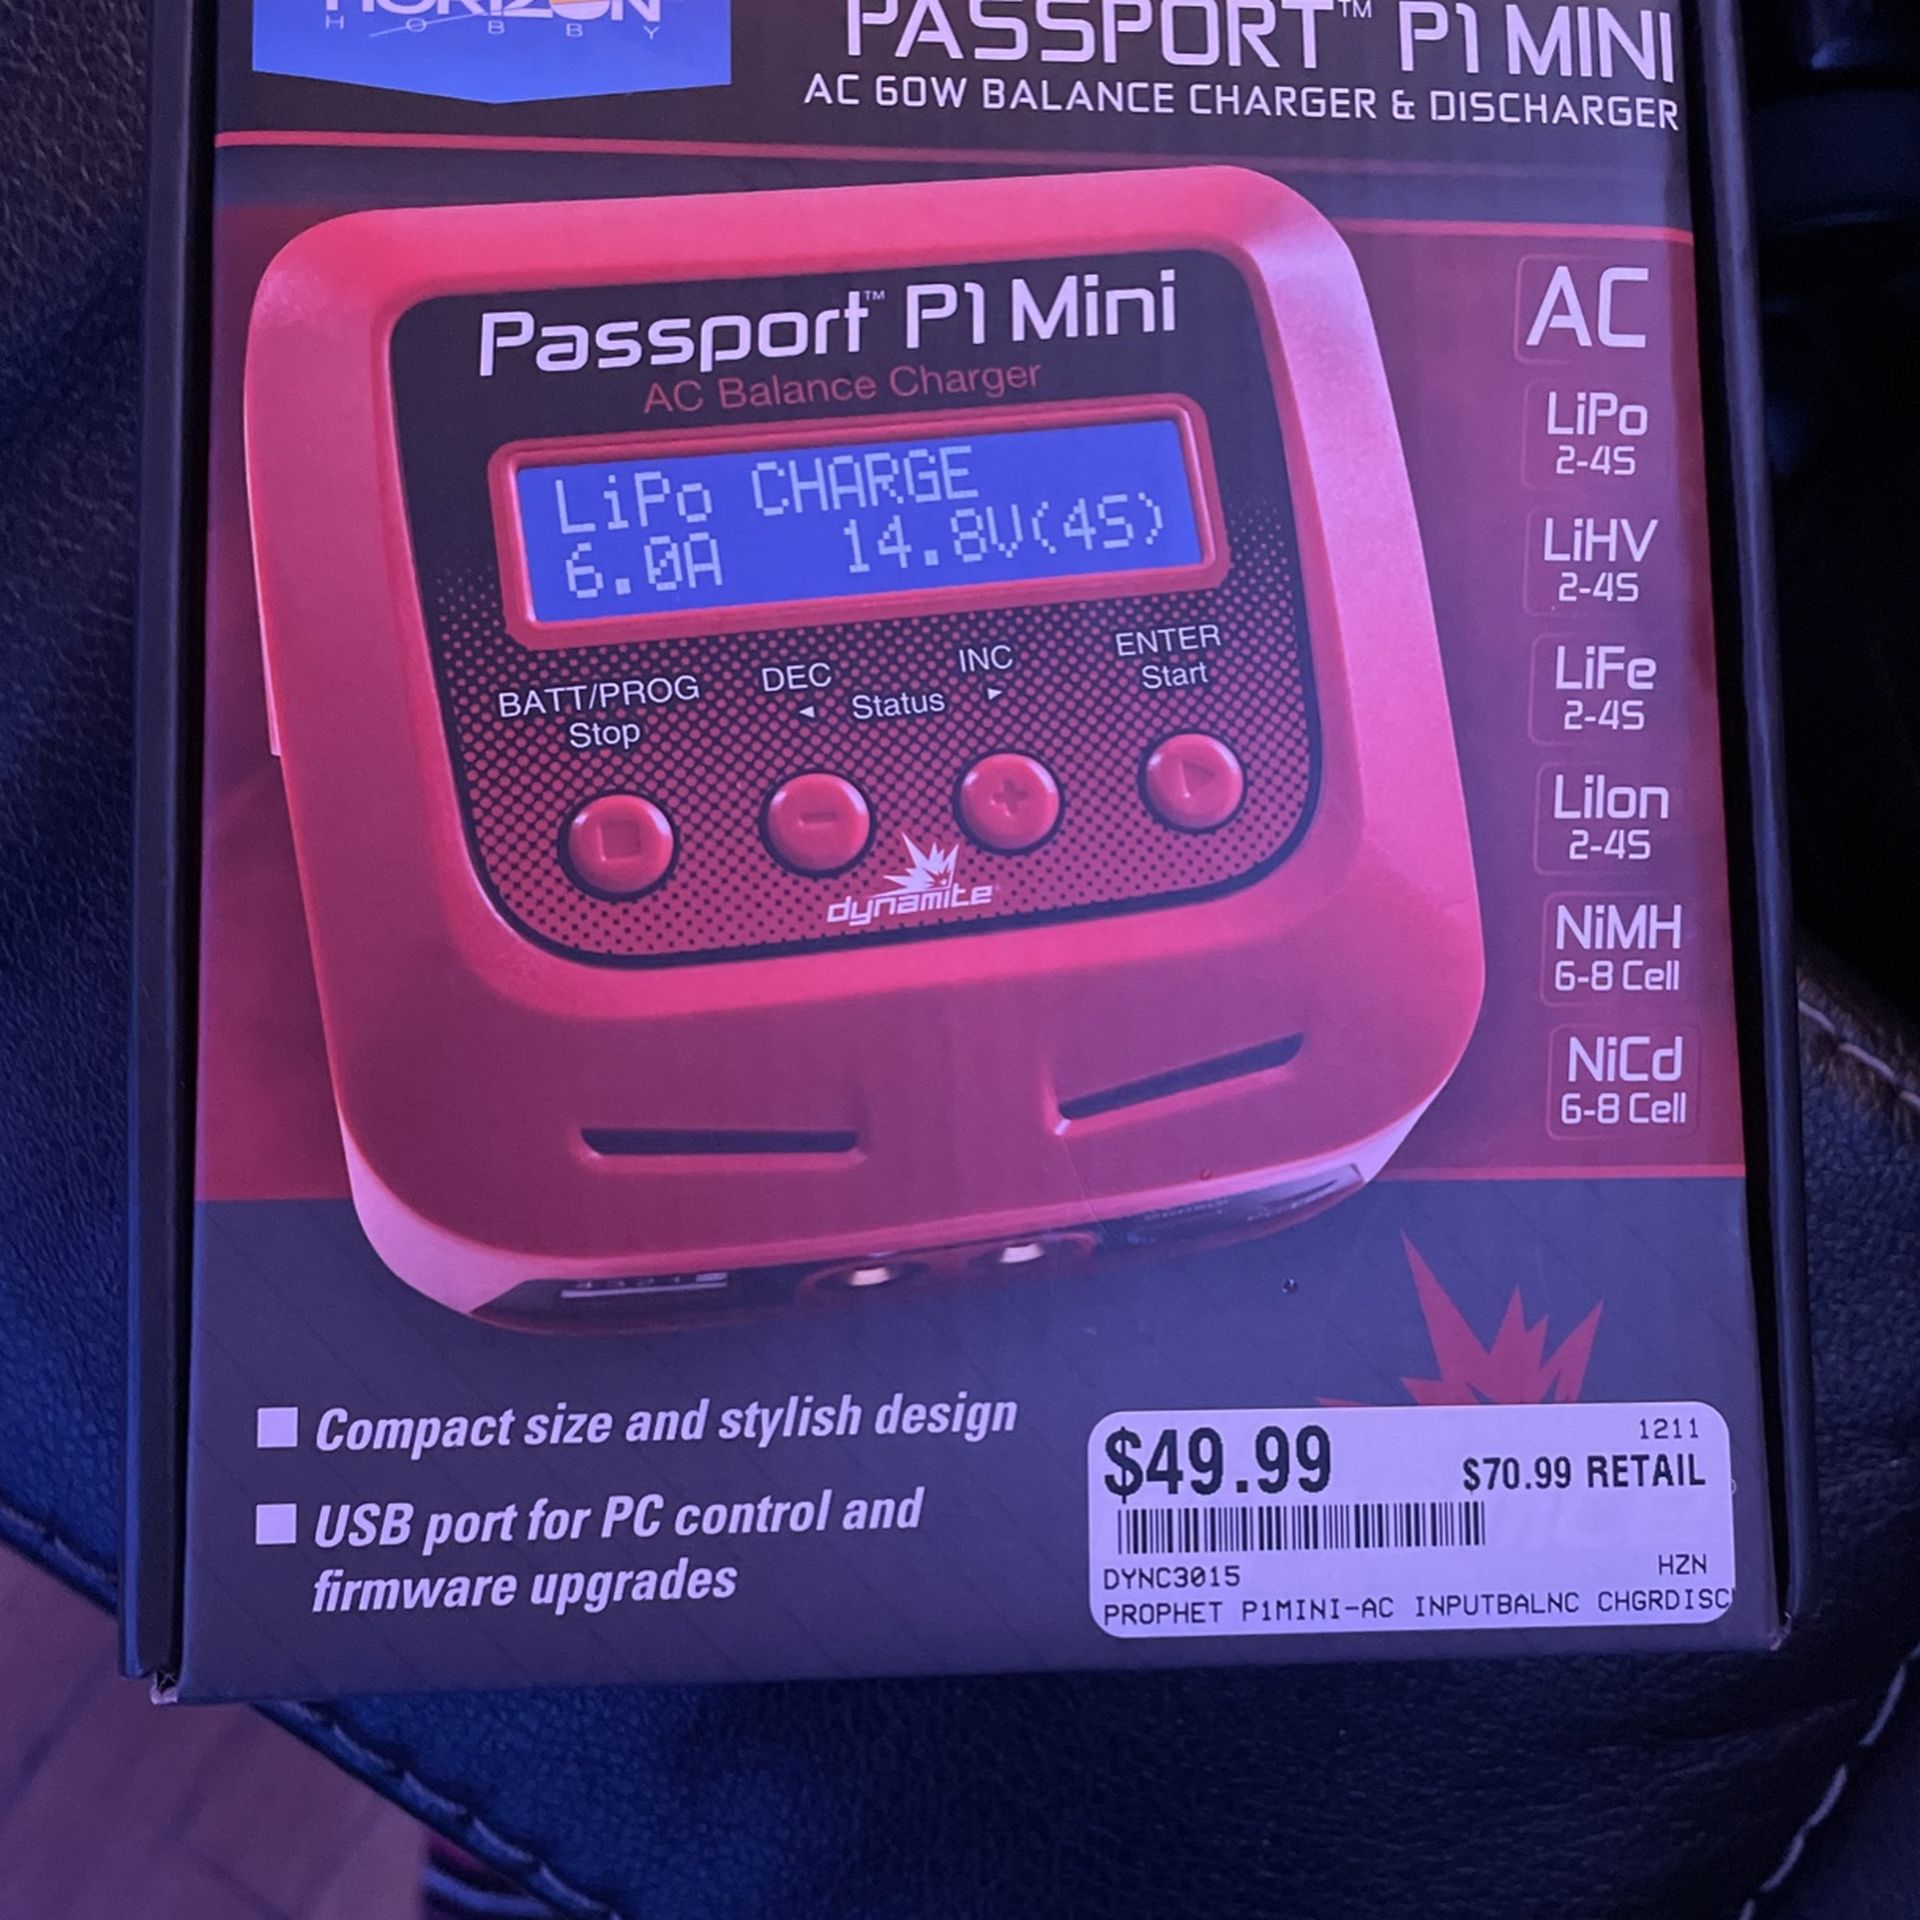 HORIZON
HOBBY
PASSPORT™ P1 MINI
AC 60W BALANCE CHARGER & DISCHARGER
Passport™ P1 Mini
AC Balance Charger
LiPo CHARGE
6.0A 14.8V(4S)
BATT/PROG
Stop
DEC
◄
Status
INC
►
ENTER
Start
dynamite
AC
LiPo
2-4S
LiHV
2-4S
LiFe
2-4S
LiIon
2-4S
NiMH
6-8 Cell
NiCd
6-8 Cell
Compact size and stylish design
USB port for PC control and
firmware upgrades
1211
$49.99 $70.99 RETAIL
DYNC3015 HZN
PROPHET P1MINI-AC INPUTBALNC CHGRDISC